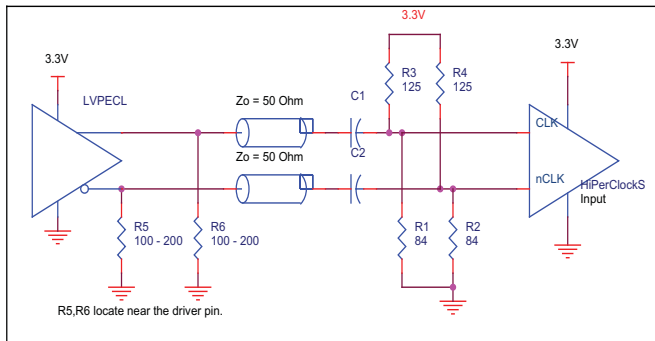 3.3V
3.3V
3.3V
LVPECL
R3
125
R4
125
Zo = 50 Ohm
C1
CLK
Zo = 50 Ohm
C2
nCLK
HiPerClockS
Input
R5
100 - 200
R6
100 - 200
R1
84
R2
84
R5,R6 locate near the driver pin.